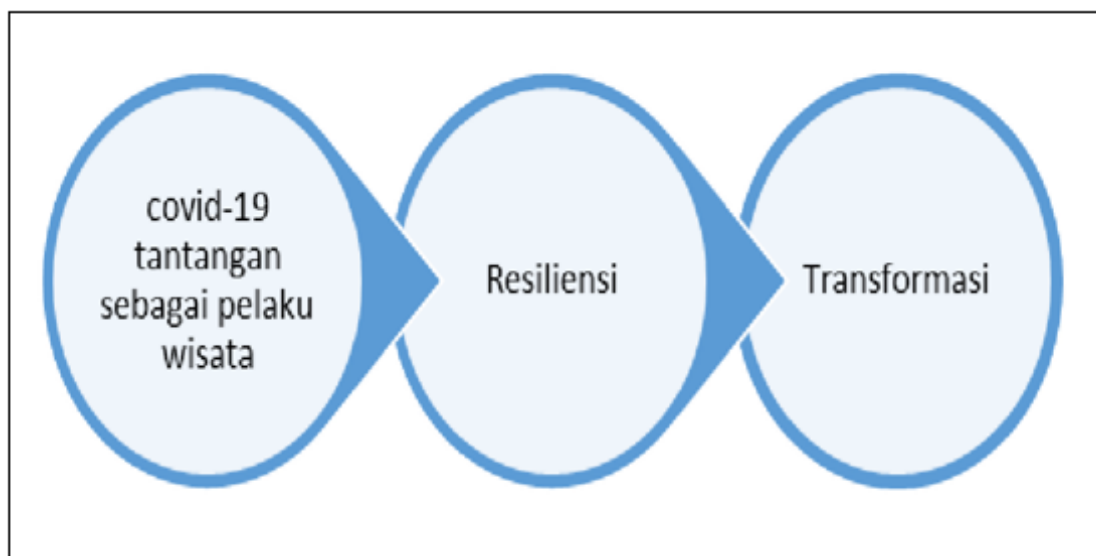 covid-19
tantangan
sebagai pelaku
wisata
Resiliensi
Transformasi